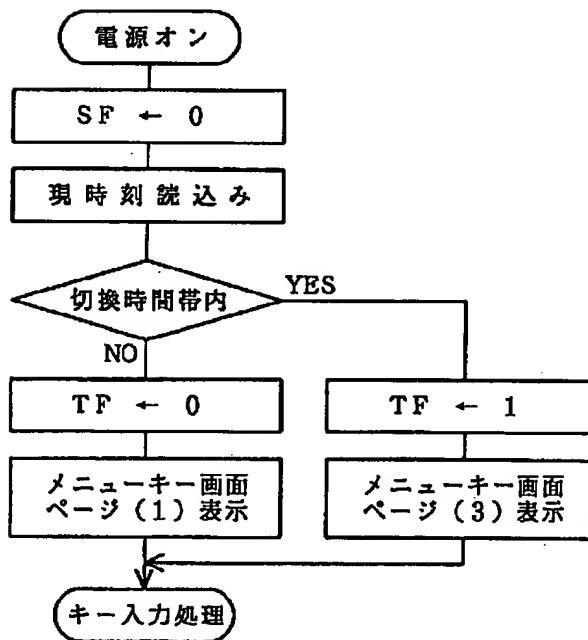 電源オン
SF ← 0
現時刻読込み
切換時間帯内
YES
NO
TF ← 0
TF ← 1
メニューキー画面
ページ(1)表示
メニューキー画面
ページ(3)表示
キー入力処理